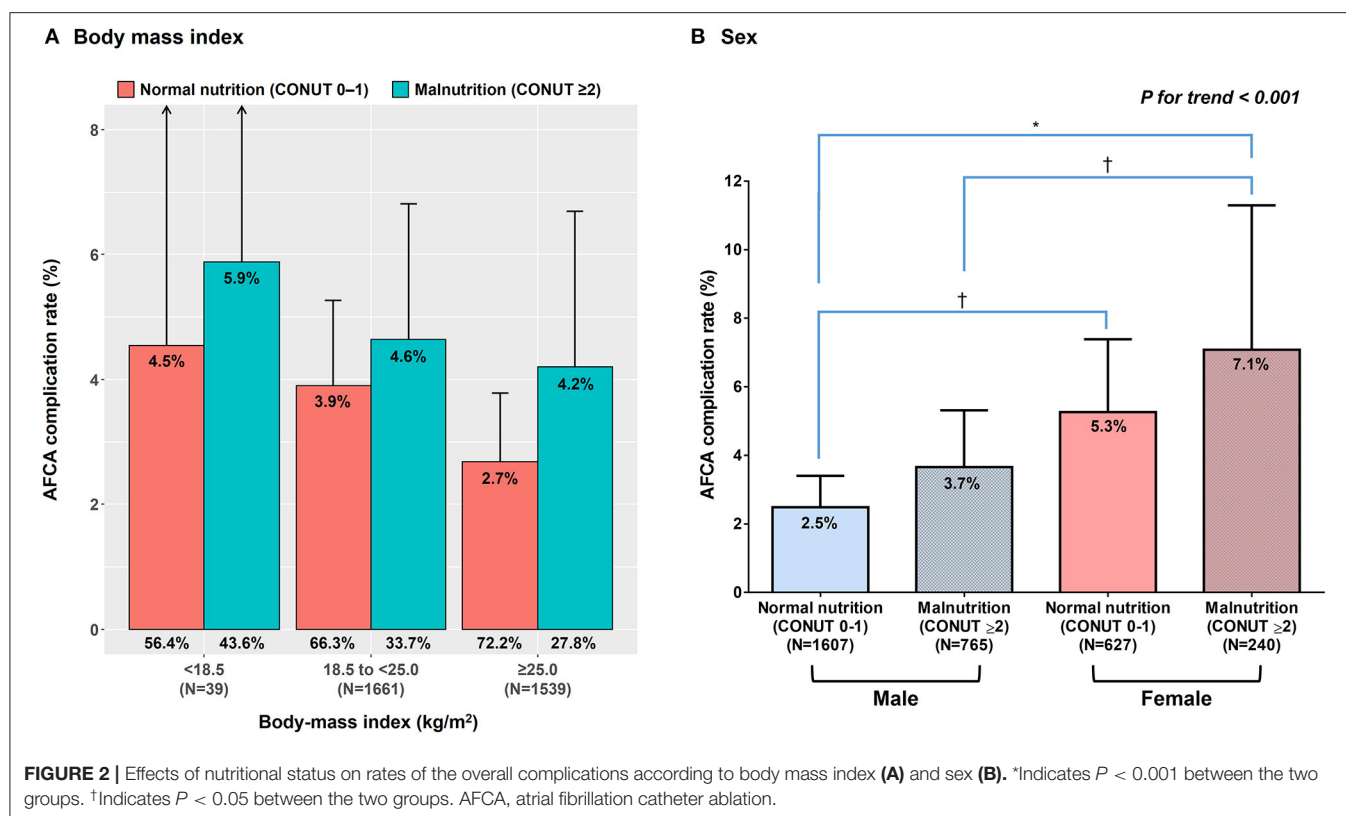 A Body mass index
Normal nutrition (CONUT 0–1)
Malnutrition (CONUT ≥2)
AFCA complication rate (%)
8
6
4
2
0
4.5%
5.9%
3.9%
4.6%
2.7%
4.2%
56.4%
43.6%
66.3%
33.7%
72.2%
27.8%
<18.5
(N=39)
18.5 to <25.0
(N=1661)
≥25.0
(N=1539)
Body-mass index (kg/m²)
B Sex
P for trend < 0.001
*
†
†
AFCA complication rate (%)
12
10
8
6
4
2
0
2.5%
3.7%
5.3%
7.1%
Normal nutrition
(CONUT 0-1)
(N=1607)
Malnutrition
(CONUT ≥2)
(N=765)
Normal nutrition
(CONUT 0-1)
(N=627)
Malnutrition
(CONUT ≥2)
(N=240)
Male
Female
FIGURE 2 | Effects of nutritional status on rates of the overall complications according to body mass index (A) and sex (B). *Indicates P < 0.001 between the two
groups. †Indicates P < 0.05 between the two groups. AFCA, atrial fibrillation catheter ablation.